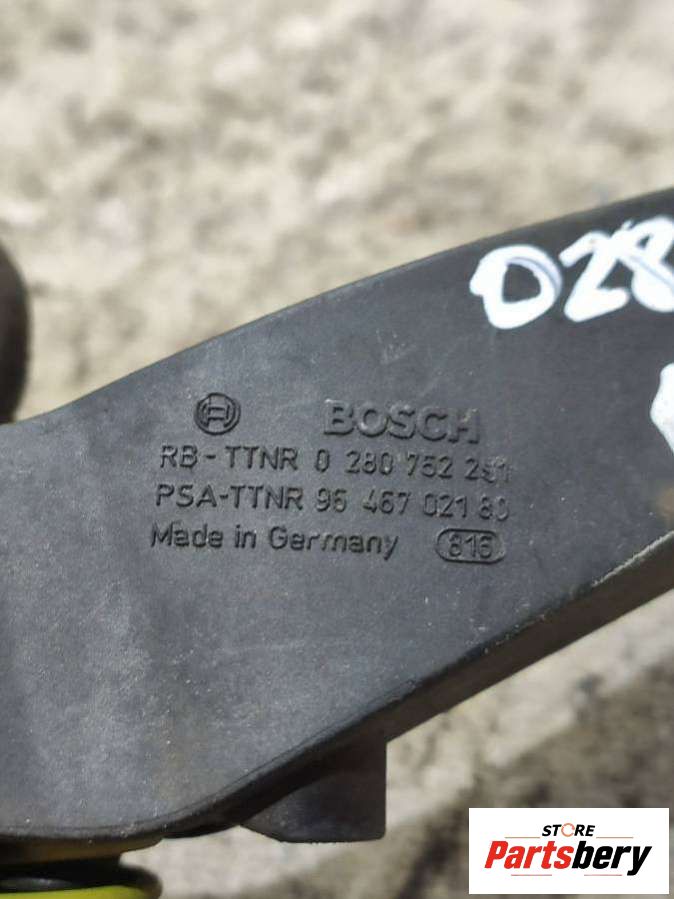 028
BOSCH
RB-TTNR 0 280 752 251
PSA-TTNR 96 467 021 80
Made in Germany 816
STORE
Partsbery